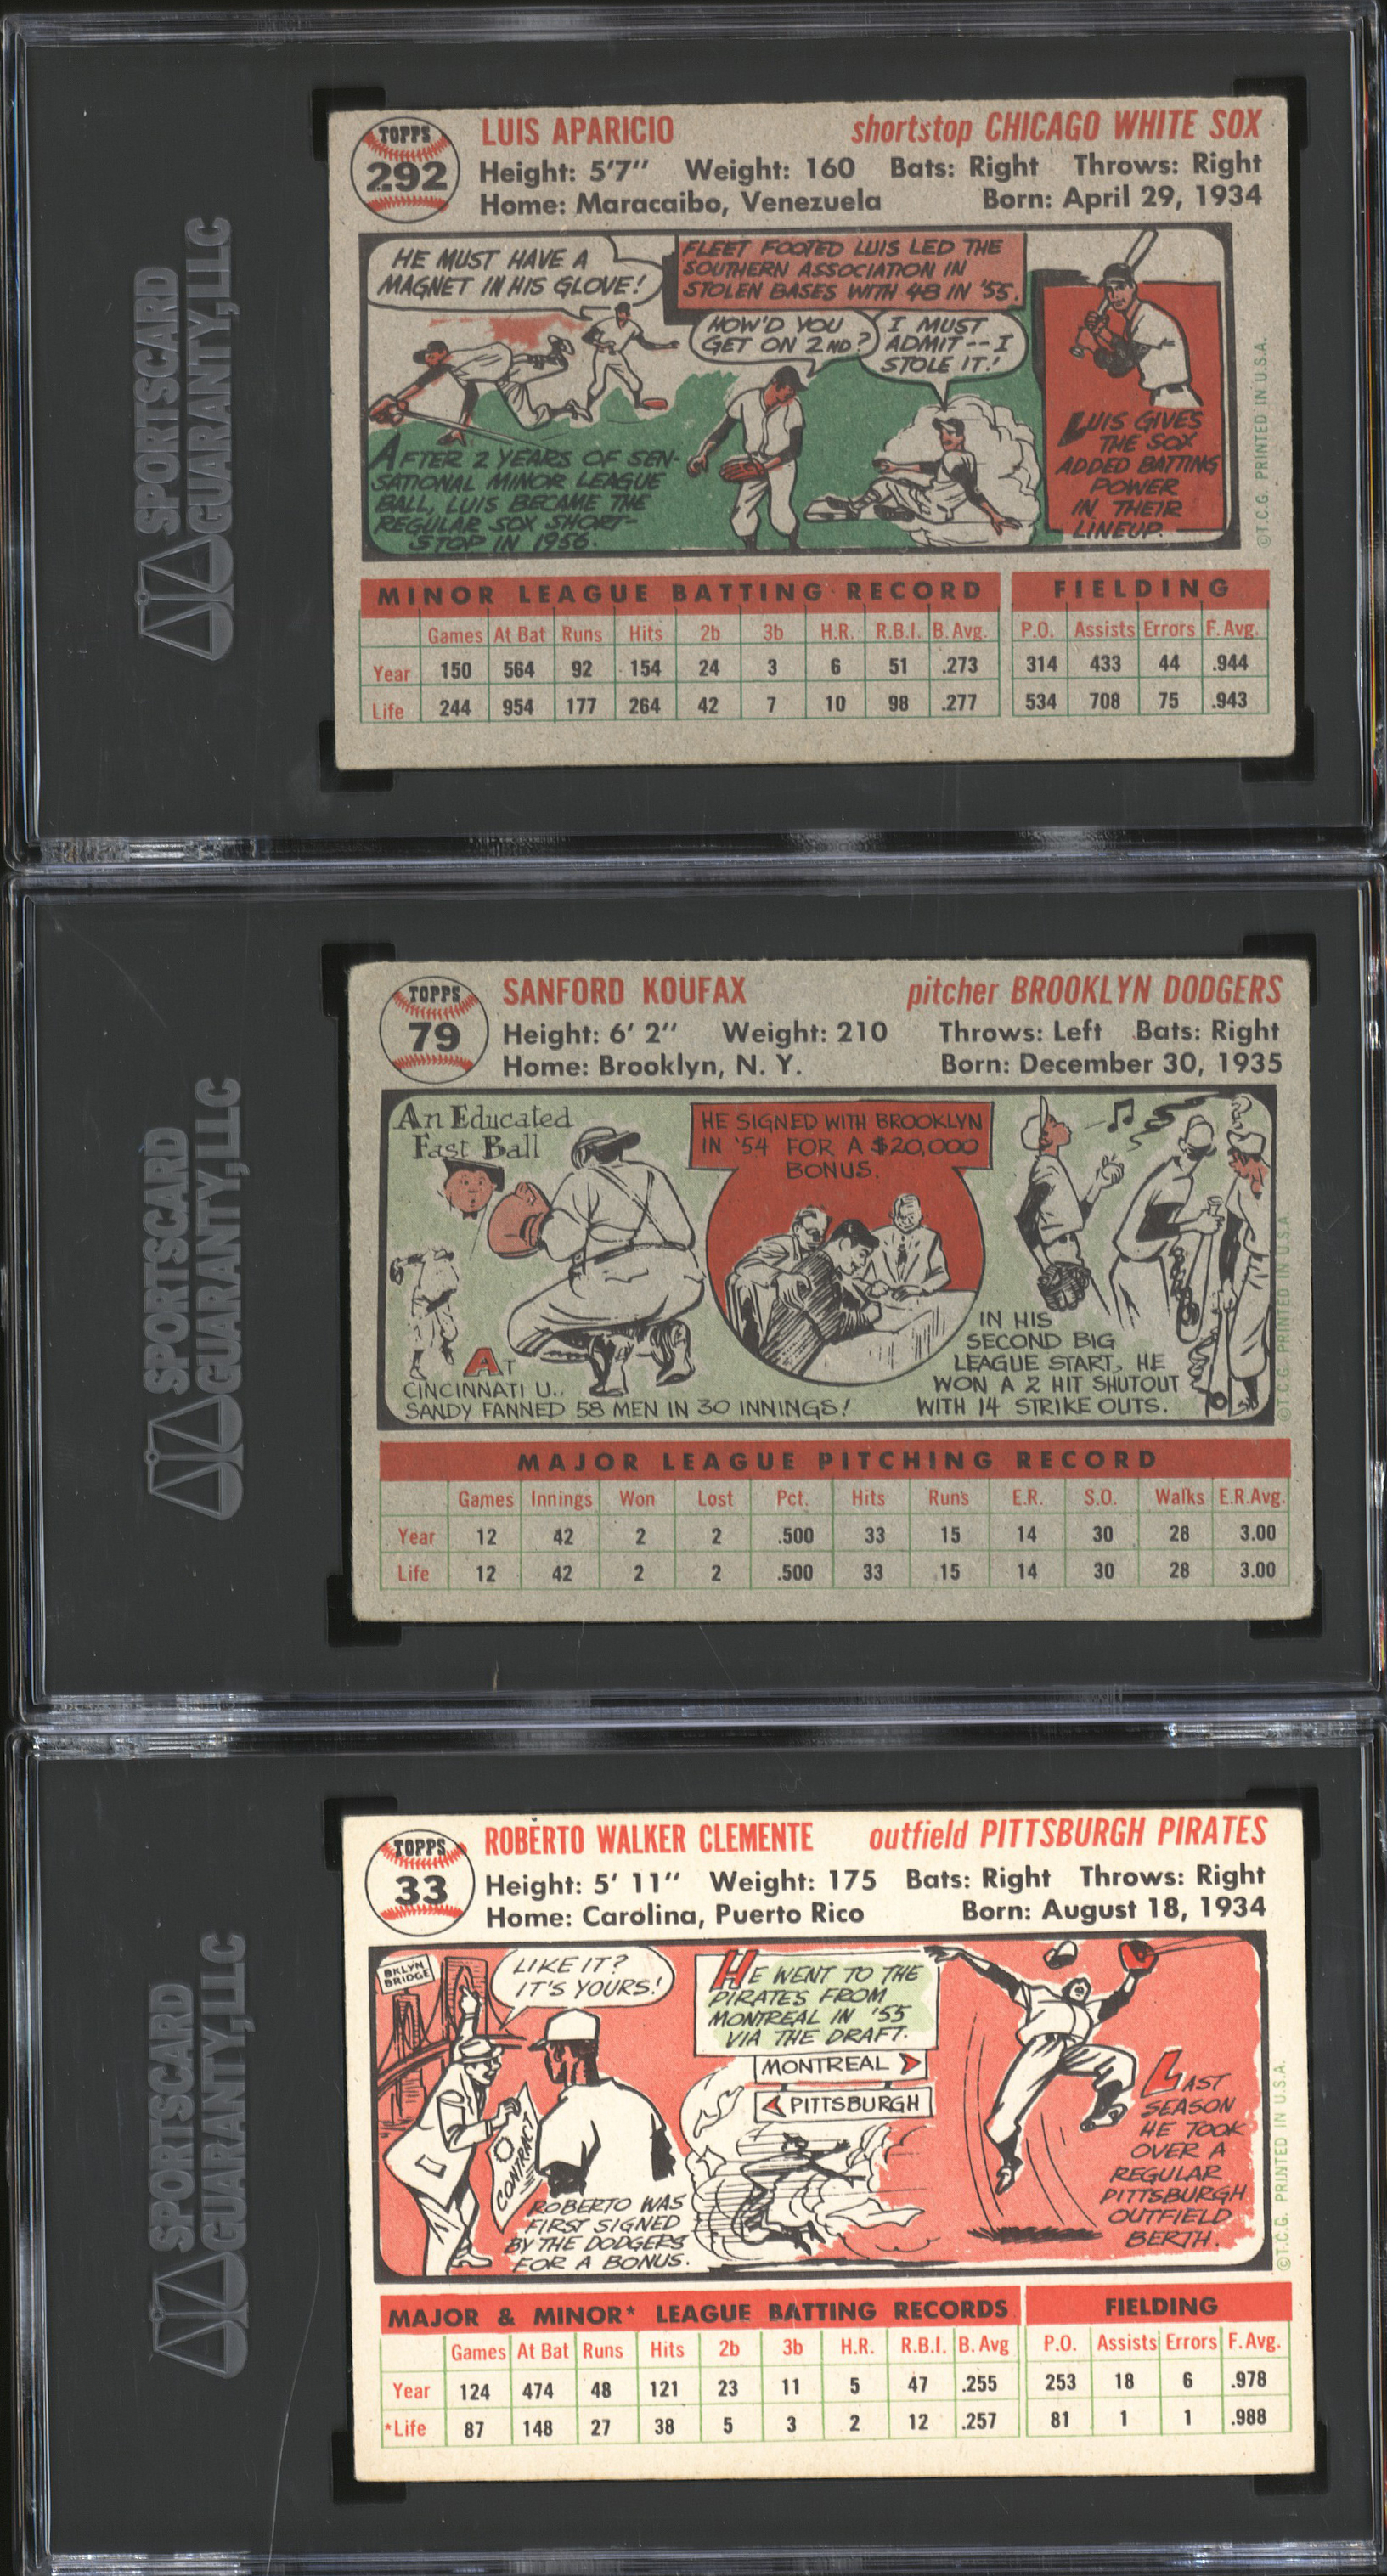 SPORTSCARD
GUARANTY, LLC
TOPPS
292
LUIS APARICIO shortstop CHICAGO WHITE SOX
Height: 5'7" Weight: 160 Bats: Right Throws: Right
Home: Maracaibo, Venezuela Born: April 29, 1934
HE MUST HAVE A
MAGNET IN HIS GLOVE!
FLEET FOOTED LUIS LED THE
SOUTHERN ASSOCIATION IN
STOLEN BASES WITH 48 IN '55.
HOW'D YOU
GET ON 2ND?
I MUST
ADMIT--I
STOLE IT!
AFTER 2 YEARS OF SEN-
SATIONAL MINOR LEAGUE
BALL, LUIS BECAME THE
REGULAR SOX SHORT-
STOP IN 1956.
LUIS GIVES
THE SOX
ADDED BATTING
POWER
IN THEIR
LINEUP.
©T.C.G. PRINTED IN U.S.A.
MINOR LEAGUE BATTING RECORD FIELDING
Games At Bat Runs Hits 2b 3b H.R. R.B.I. B. Avg. P.O. Assists Errors F. Avg.
Year 150 564 92 154 24 3 6 51 .273 314 433 44 .944
Life 244 954 177 264 42 7 10 98 .277 534 708 75 .943
SPORTSCARD
GUARANTY, LLC
TOPPS
79
SANFORD KOUFAX pitcher BROOKLYN DODGERS
Height: 6' 2" Weight: 210 Throws: Left Bats: Right
Home: Brooklyn, N. Y. Born: December 30, 1935
An Educated
Fast Ball
HE SIGNED WITH BROOKLYN
IN '54 FOR A $20,000
BONUS.
AT
CINCINNATI U.,
SANDY FANNED 58 MEN IN 30 INNINGS!
IN HIS
SECOND BIG
LEAGUE START, HE
WON A 2 HIT SHUTOUT
WITH 14 STRIKE OUTS.
©T.C.G. PRINTED IN U.S.A
MAJOR LEAGUE PITCHING RECORD
Games Innings Won Lost Pct. Hits Runs E.R. S.O. Walks E.R.Avg.
Year 12 42 2 2 .500 33 15 14 30 28 3.00
Life 12 42 2 2 .500 33 15 14 30 28 3.00
SPORTSCARD
GUARANTY, LLC
TOPPS
33
ROBERTO WALKER CLEMENTE outfield PITTSBURGH PIRATES
Height: 5' 11" Weight: 175 Bats: Right Throws: Right
Home: Carolina, Puerto Rico Born: August 18, 1934
BKLYN
BRIDGE
LIKE IT?
IT'S YOURS!
CONTRACT
ROBERTO WAS
FIRST SIGNED
BY THE DODGERS
FOR A BONUS.
HE WENT TO THE
PIRATES FROM
MONTREAL IN '55
VIA THE DRAFT.
MONTREAL
PITTSBURGH
LAST
SEASON
HE TOOK
OVER A
REGULAR
PITTSBURGH
OUTFIELD
BERTH.
©T.C.G. PRINTED IN U.S.A.
MAJOR & MINOR* LEAGUE BATTING RECORDS FIELDING
Games At Bat Runs Hits 2b 3b H.R. R.B.I. B. Avg P.O. Assists Errors F. Avg.
Year 124 474 48 121 23 11 5 47 .255 253 18 6 .978
*Life 87 148 27 38 5 3 2 12 .257 81 1 1 .988